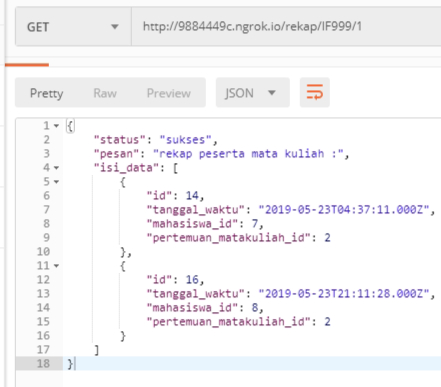 GET http://9884449c.ngrok.io/rekap/IF999/1
Pretty Raw Preview JSON
1 {
2 "status": "sukses",
3 "pesan": "rekap peserta mata kuliah :",
4 "isi_data": [
5 {
6 "id": 14,
7 "tanggal_waktu": "2019-05-23T04:37:11.000Z",
8 "mahasiswa_id": 7,
9 "pertemuan_matakuliah_id": 2
10 },
11 {
12 "id": 16,
13 "tanggal_waktu": "2019-05-23T21:11:28.000Z",
14 "mahasiswa_id": 8,
15 "pertemuan_matakuliah_id": 2
16 }
17 ]
18 }